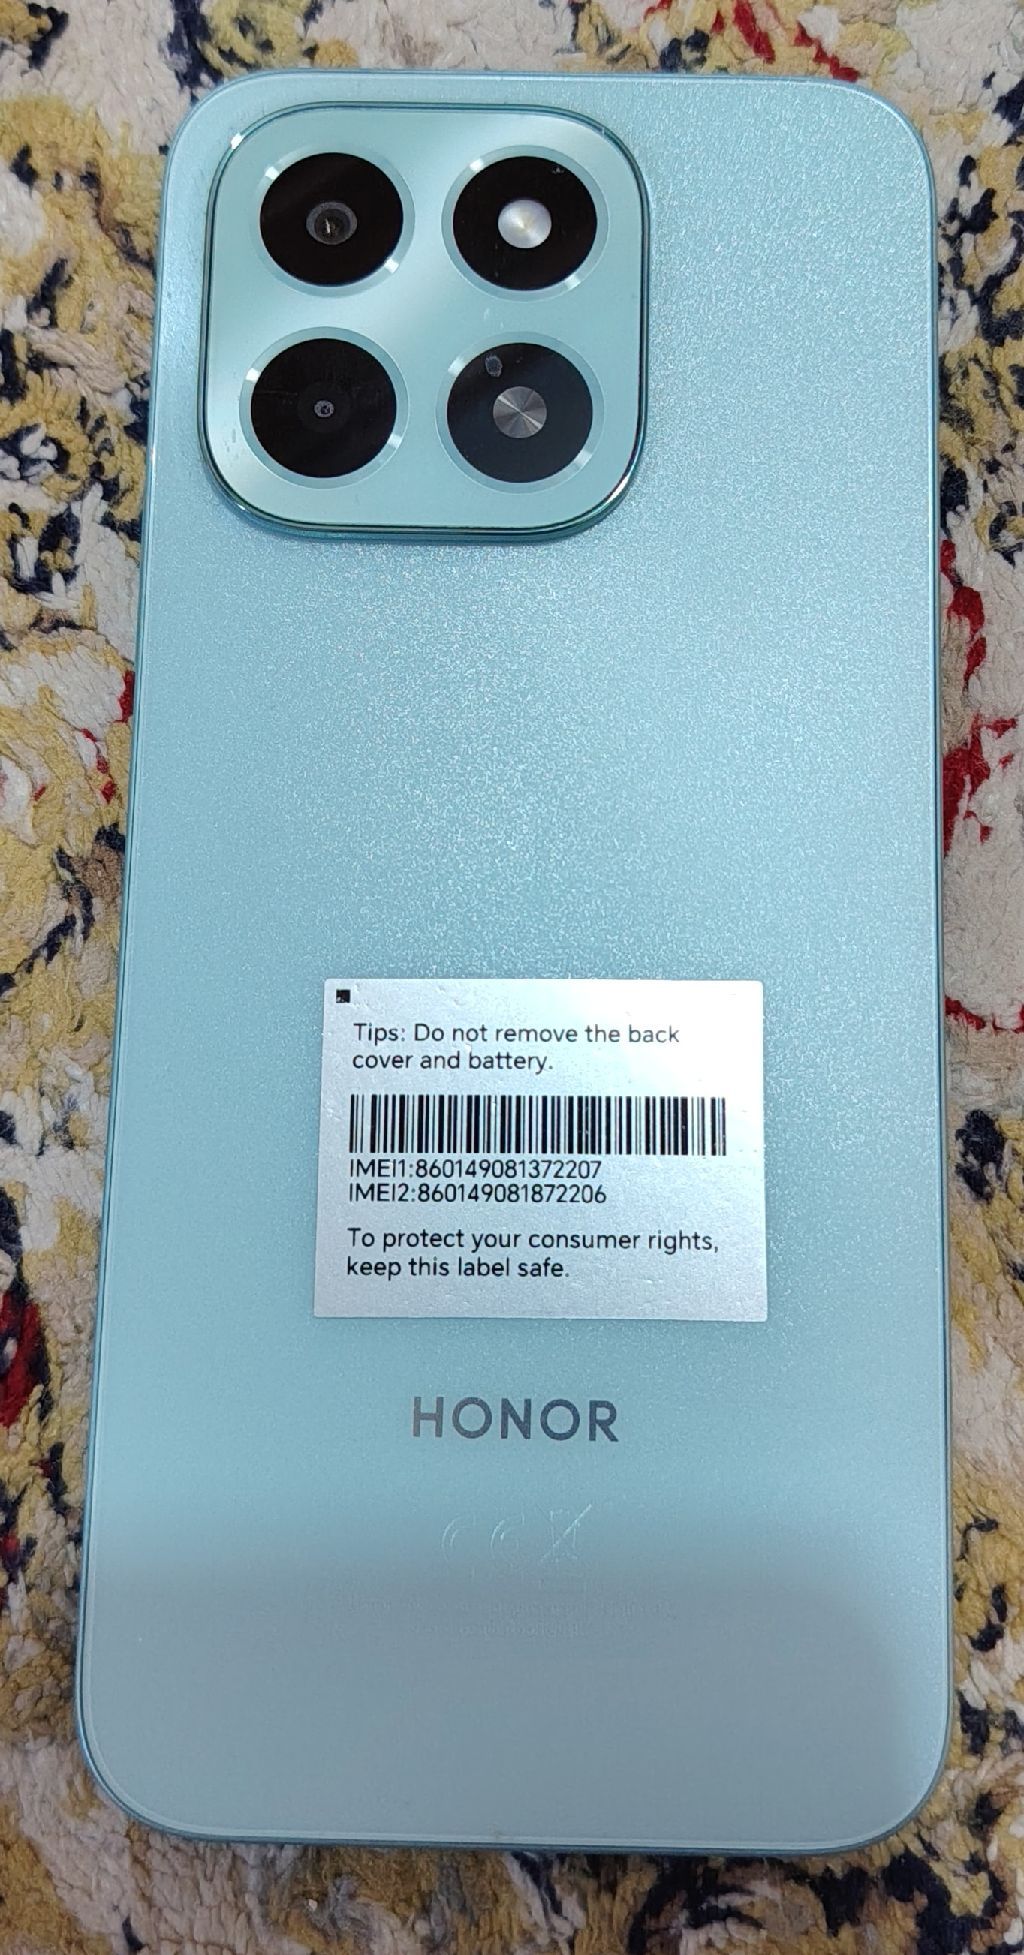 Tips: Do not remove the back
cover and battery.
IMEI1:860149081372207
IMEI2:860149081872206
To protect your consumer rights,
keep this label safe.
HONOR